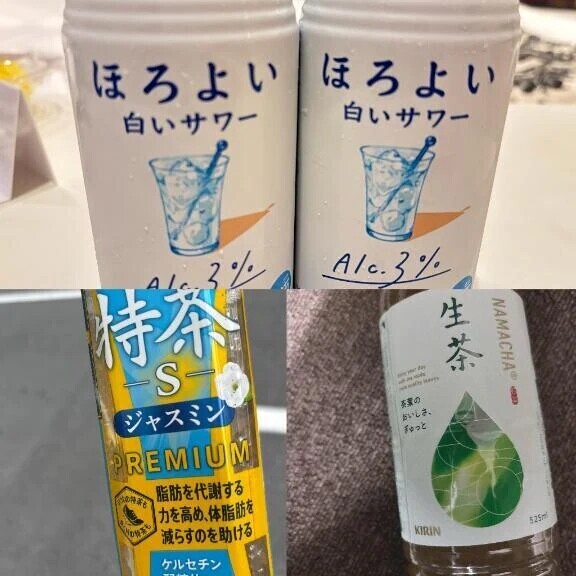 ほろよい
白いサワー
Alc.3%
ほろよい
白いサワー
Alc.3%
特茶
S
ジャスミン
PREMIUM
脂肪を代謝する
力を高め、体脂肪を
減らすのを助ける
ケルセチン
生茶
NAMACHA®
茶葉の
おいしさ、
ぎゅっと
KIRIN
525ml